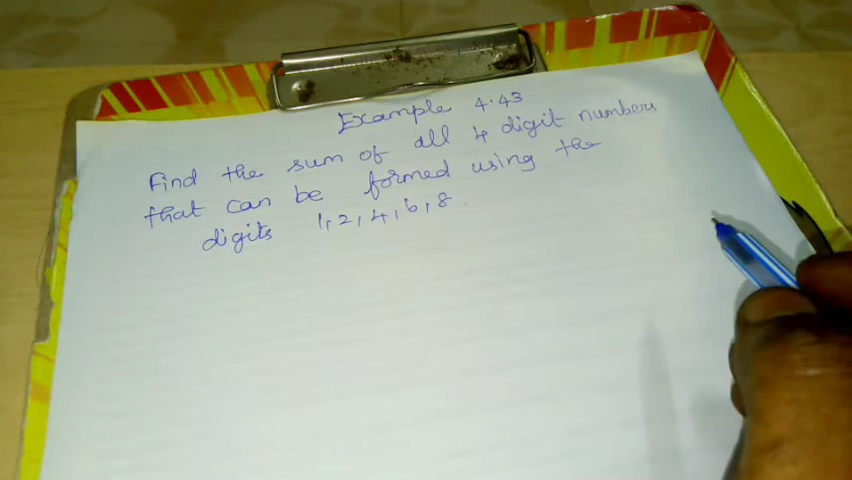 Example 4.43
Find the sum of all 4 digit numbers
that can be formed using the
digits 1, 2, 4, 6, 8.